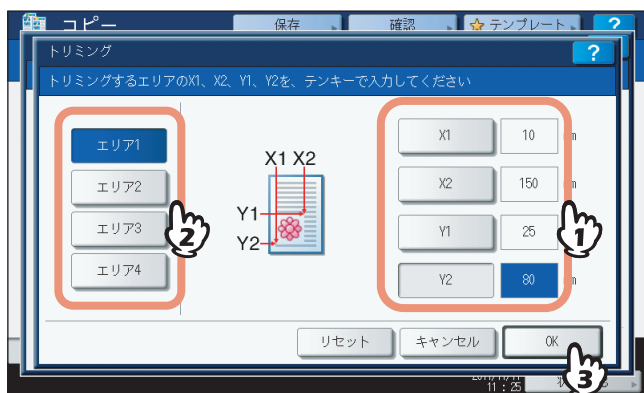 コピー
保存
確認
テンプレート
?
トリミング
?
トリミングするエリアのX1、X2、Y1、Y2を、テンキーで入力してください
エリア1
エリア2
エリア3
エリア4
2
X1 X2
Y1
Y2
X1 10
X2 150
Y1 25
Y2 80
1
リセット
キャンセル
OK
3
11:25